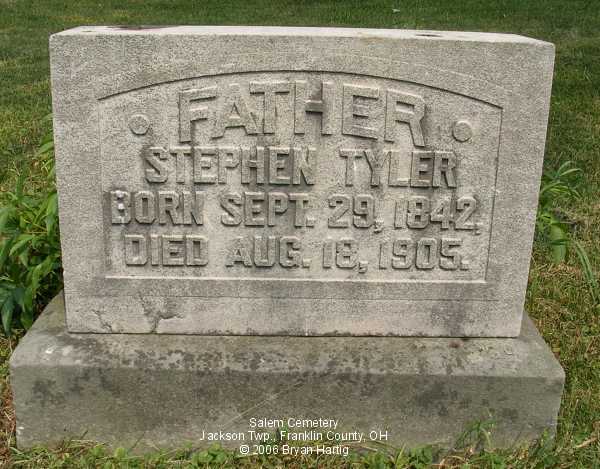 FATHER
STEPHEN TYLER
BORN SEPT. 29, 1842,
DIED AUG. 18, 1905.
Salem Cemetery
Jackson Twp., Franklin County, OH
© 2006 Bryan Hartig